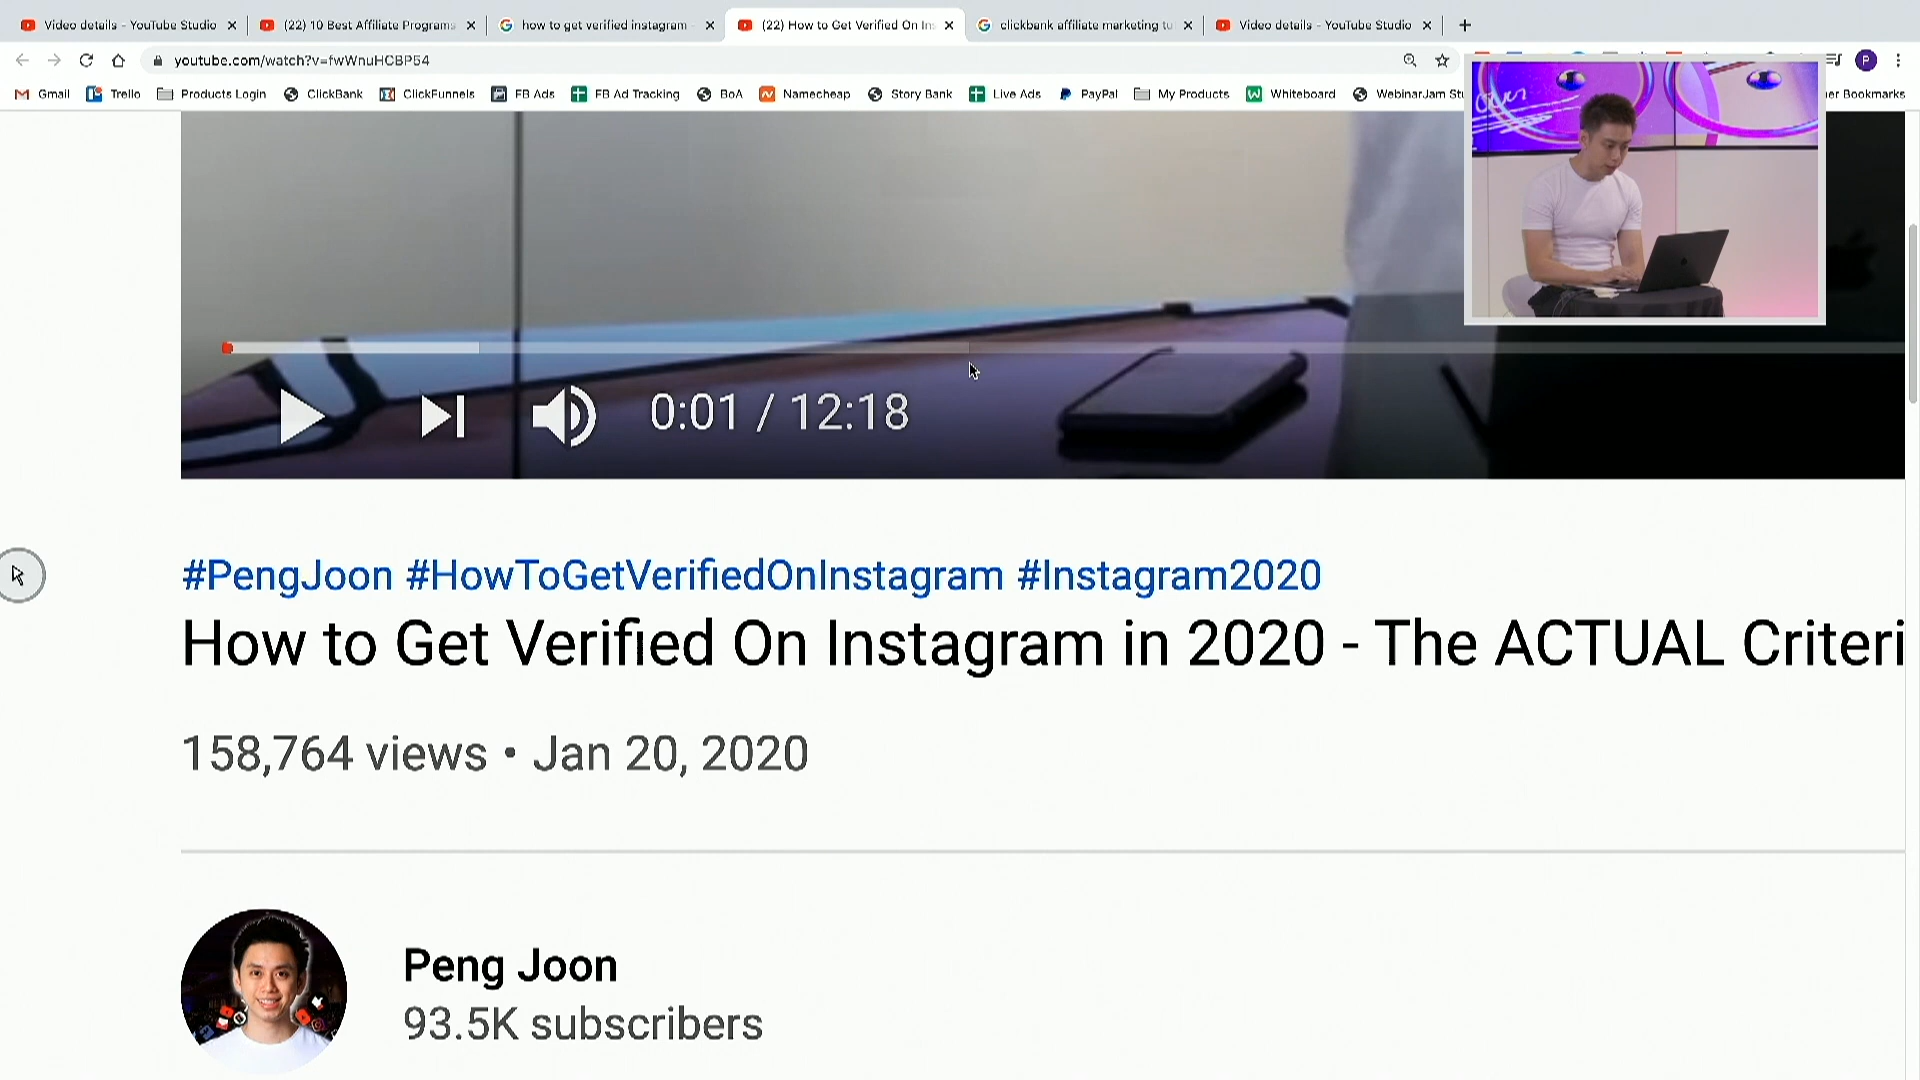 Video details - YouTube Studio
(22) 10 Best Affiliate Programs
how to get verified instagram
(22) How to Get Verified On In
clickbank affiliate marketing tu
Video details - YouTube Studio
youtube.com/watch?v=fwWnuHCBP54
P
Gmail
Trello
Products Login
ClickBank
ClickFunnels
FB Ads
FB Ad Tracking
BoA
Namecheap
Story Bank
Live Ads
PayPal
My Products
Whiteboard
WebinarJam Stu
er Bookmarks
0:01 / 12:18
#PengJoon #HowToGetVerifiedOnInstagram #Instagram2020
How to Get Verified On Instagram in 2020 - The ACTUAL Criteri
158,764 views • Jan 20, 2020
Peng Joon
93.5K subscribers